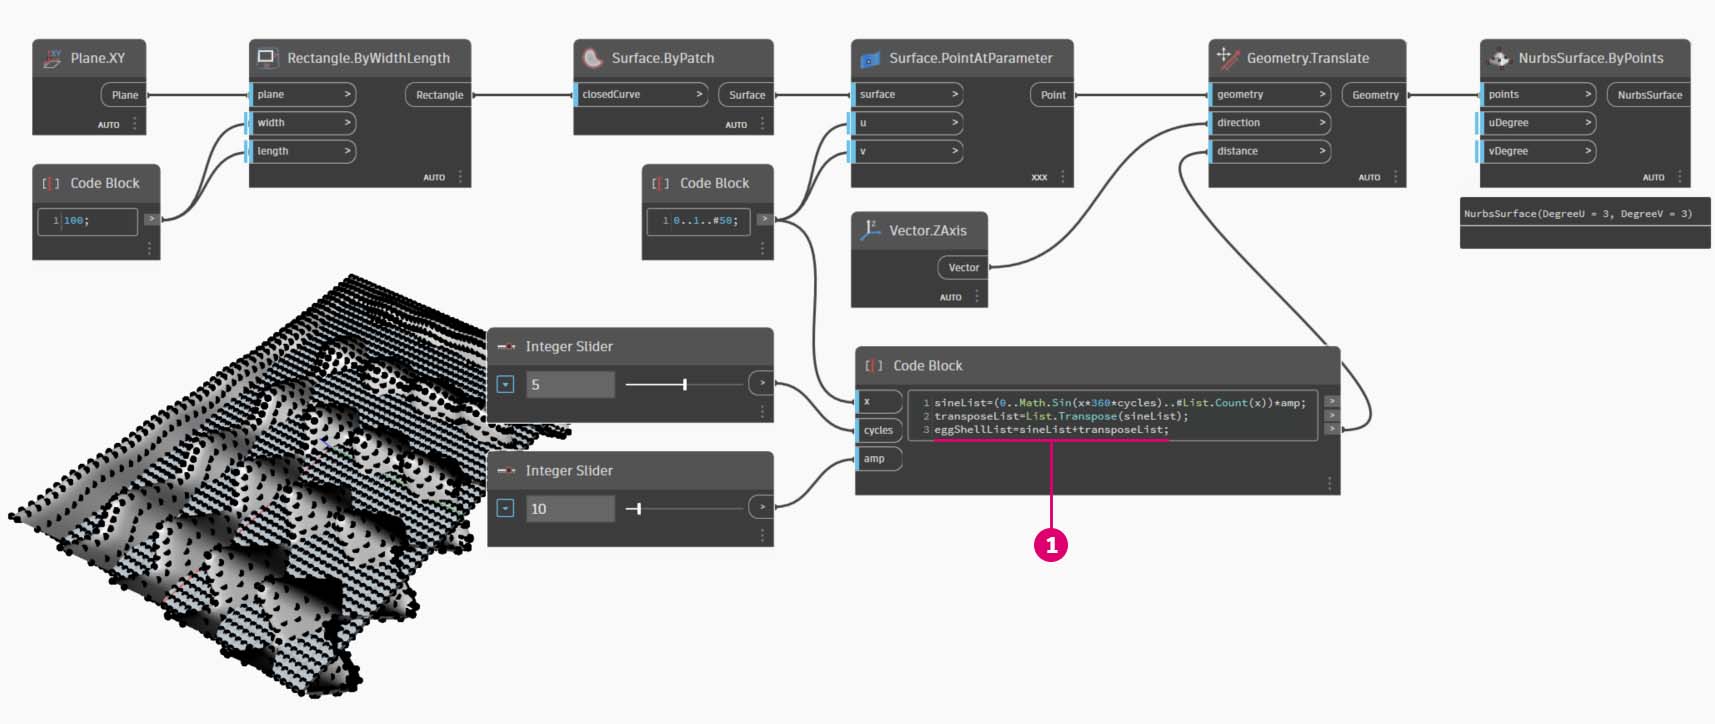 Plane.XY
Plane
AUTO
Code Block
1 100;
>
Rectangle.ByWidthLength
plane >
Rectangle
width >
length >
AUTO
Surface.ByPatch
closedCurve >
Surface
AUTO
Code Block
1 0..1..#50;
>
Surface.PointAtParameter
surface >
Point
u >
v >
XXX
Vector.ZAxis
Vector
AUTO
Geometry.Translate
geometry >
Geometry
direction >
distance >
AUTO
NurbsSurface.ByPoints
points >
NurbsSurface
uDegree >
vDegree >
AUTO
NurbsSurface(DegreeU = 3, DegreeV = 3)
Integer Slider
5
>
Integer Slider
10
>
Code Block
x
cycles
amp
1 sineList=(0..Math.Sin(x*360*cycles)..#List.Count(x))*amp;
2 transposeList=List.Transpose(sineList);
3 eggShellList=sineList+transposeList;
>
>
>
1